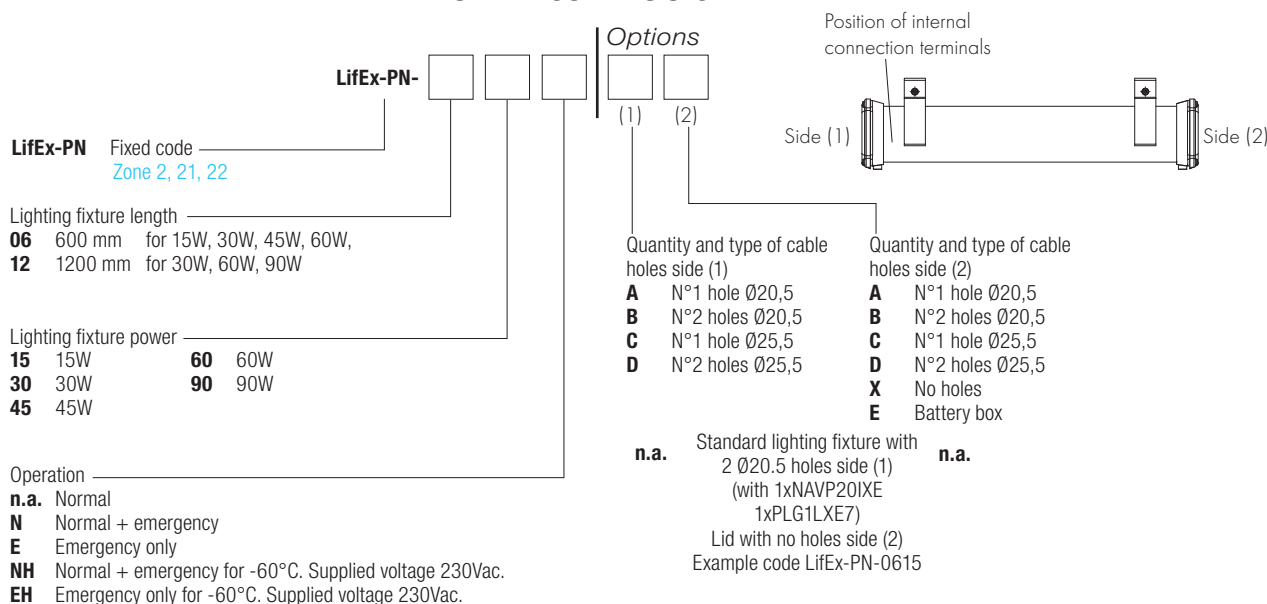 Options
Position of internal
connection terminals
LifEx-PN-
(1) (2)
Side (1)
Side (2)
LifEx-PN Fixed code
Zone 2, 21, 22
Lighting fixture length
06 600 mm for 15W, 30W, 45W, 60W,
12 1200 mm for 30W, 60W, 90W
Lighting fixture power
15 15W 60 60W
30 30W 90 90W
45 45W
Operation
n.a. Normal
N Normal + emergency
E Emergency only
NH Normal + emergency for -60°C. Supplied voltage 230Vac.
EH Emergency only for -60°C. Supplied voltage 230Vac.
Quantity and type of cable
holes side (1)
A N°1 hole Ø20,5
B N°2 holes Ø20,5
C N°1 hole Ø25,5
D N°2 holes Ø25,5
Quantity and type of cable
holes side (2)
A N°1 hole Ø20,5
B N°2 holes Ø20,5
C N°1 hole Ø25,5
D N°2 holes Ø25,5
X No holes
E Battery box
n.a. Standard lighting fixture with n.a.
2 Ø20.5 holes side (1)
(with 1xNAVP20IXE
1xPLG1LXE7)
Lid with no holes side (2)
Example code LifEx-PN-0615